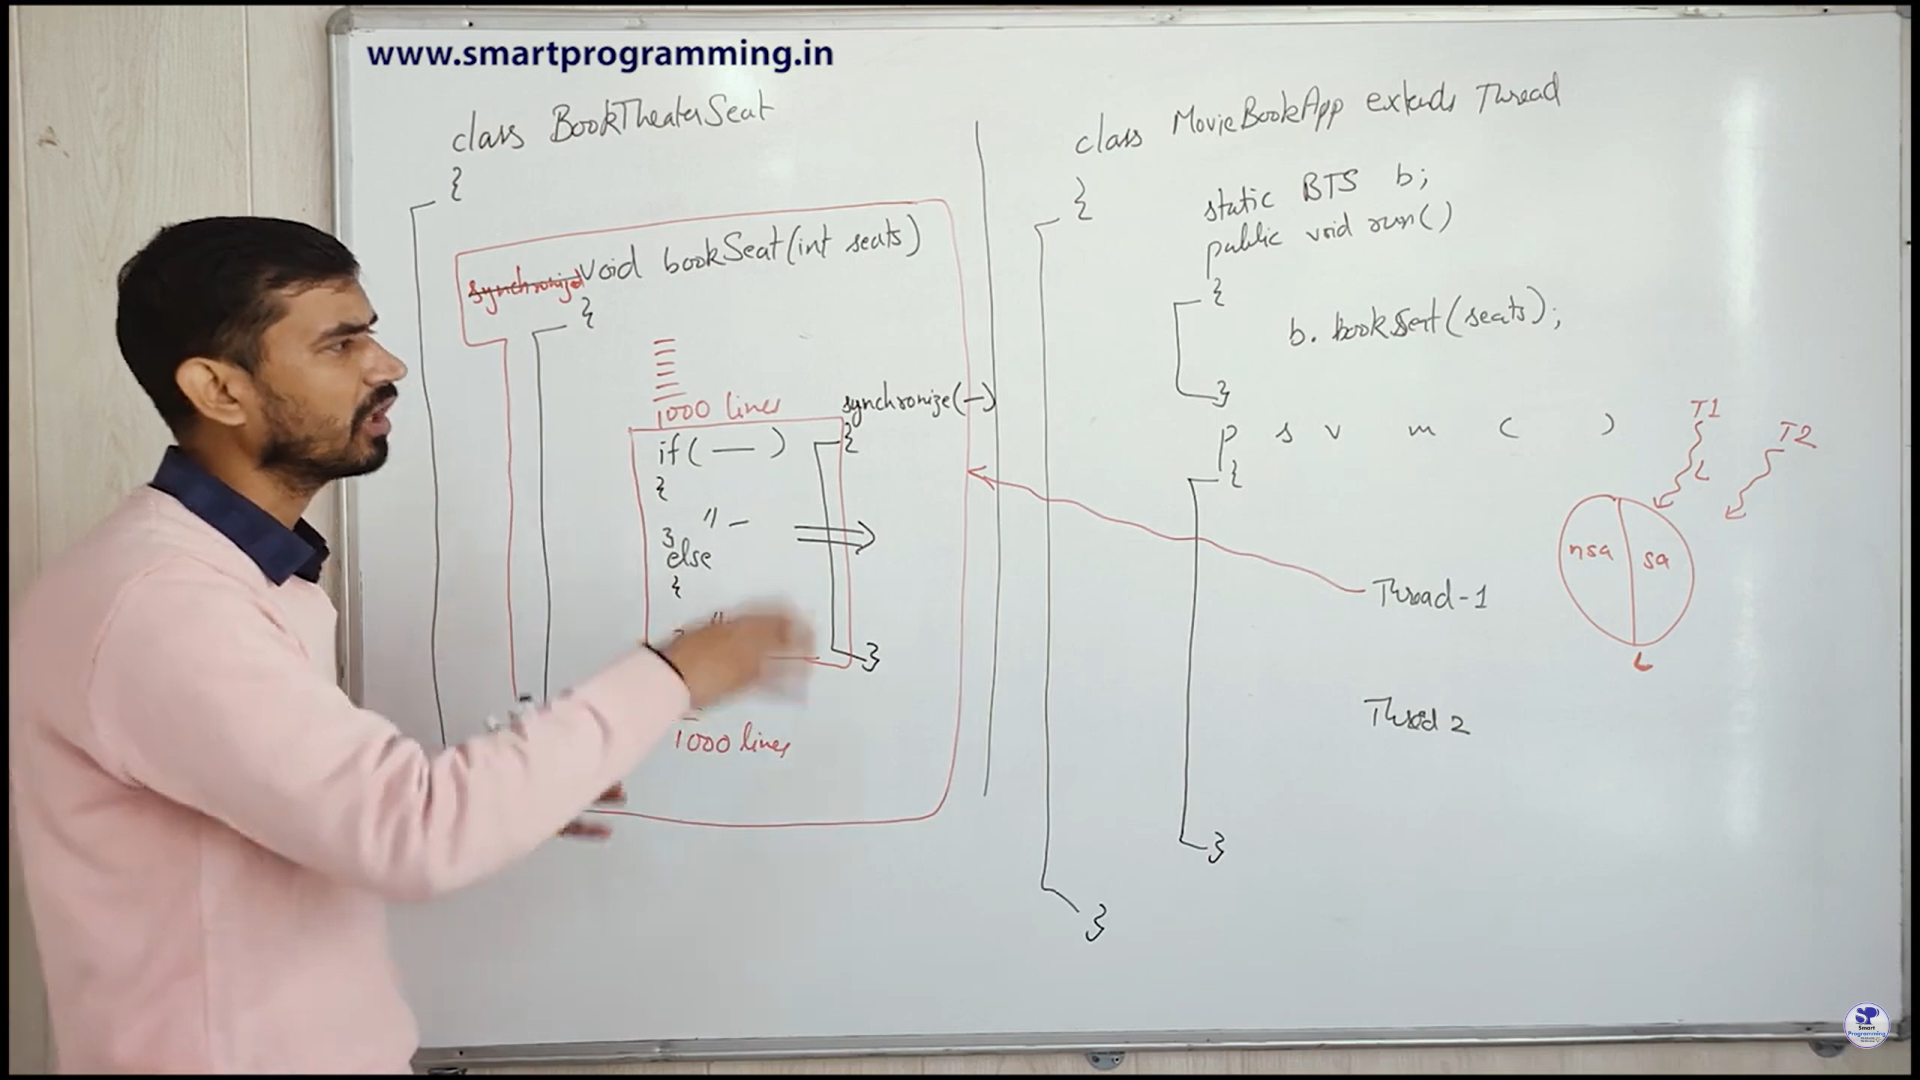 www.smartprogramming.in
class BookTheaterSeat
{
synchronized void bookSeat(int seats)
{
1000 lines
synchronize(—)
{
if( — )
{
" —
}
else
{
"
}
}
1000 lines
class MovieBookApp extends Thread
{
static BTS b;
public void run()
{
b. bookSeat(seats);
}
p s v m ( )
{
Thread-1
Thread 2
}
}
T1
T2
L
nsa
sa
L
SP
Smart
Programming